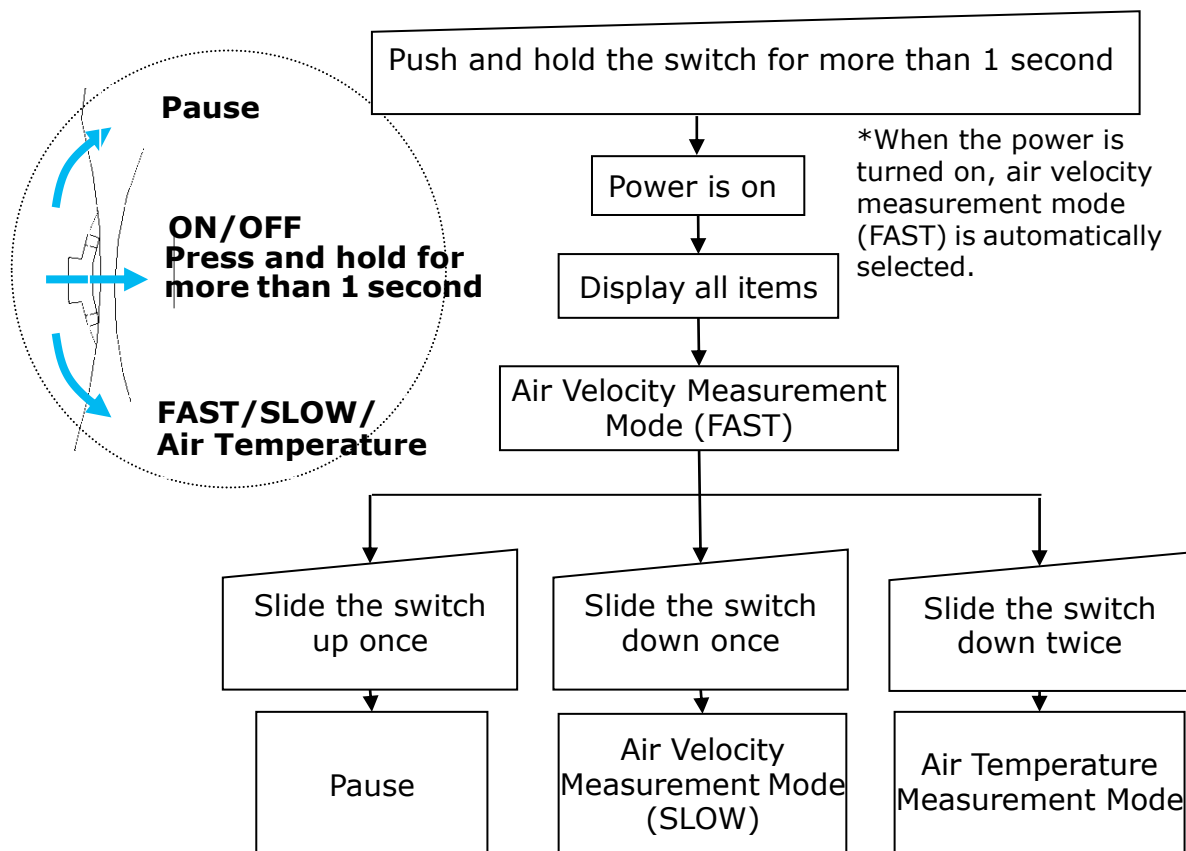 Push and hold the switch for more than 1 second
Pause
ON/OFF
Press and hold for
more than 1 second
FAST/SLOW/
Air Temperature
*When the power is
turned on, air velocity
measurement mode
(FAST) is automatically
selected.
Power is on
Display all items
Air Velocity Measurement
Mode (FAST)
Slide the switch
up once
Slide the switch
down once
Slide the switch
down twice
Pause
Air Velocity
Measurement Mode
(SLOW)
Air Temperature
Measurement Mode